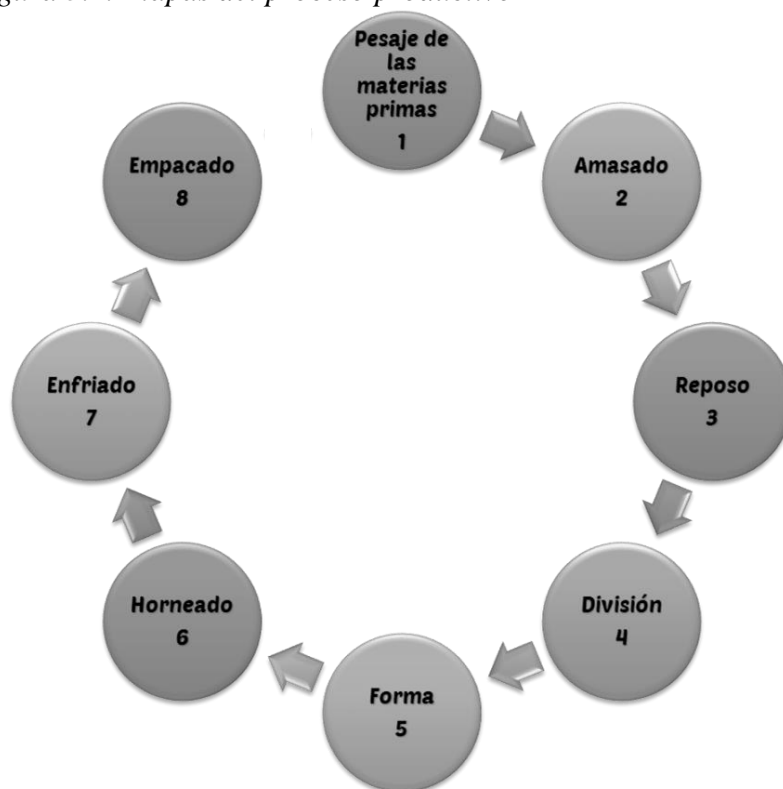 Pesaje de
las
materias
primas
1
Amasado
2
Reposo
3
División
4
Forma
5
Horneado
6
Enfriado
7
Empacado
8